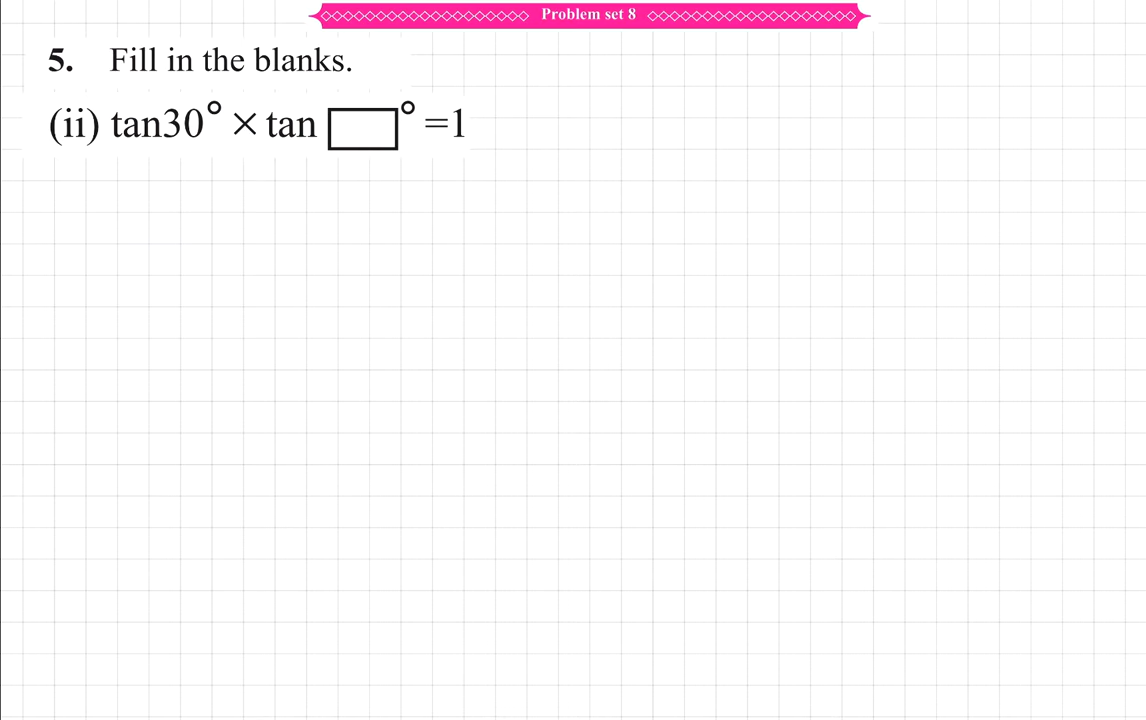 Problem set 8
5. Fill in the blanks.
(ii) tan30° × tan □° =1